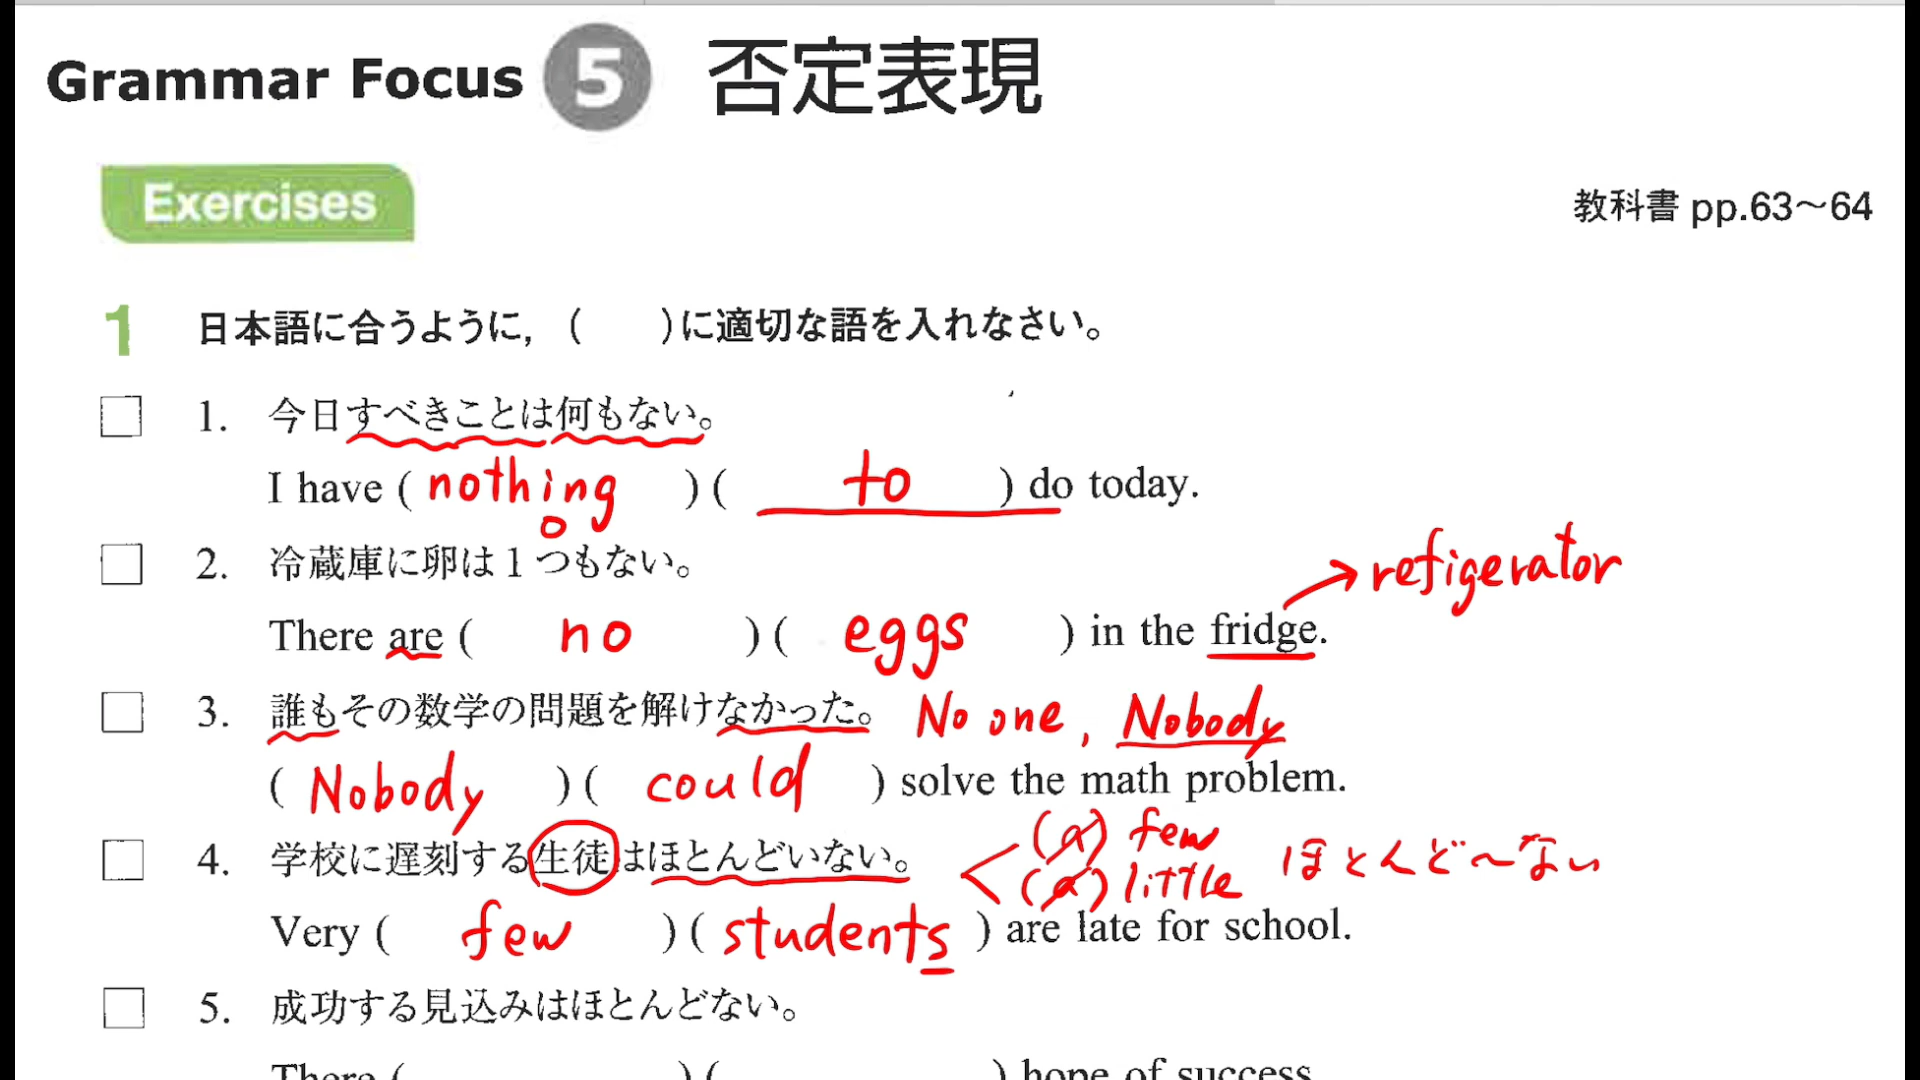 Grammar Focus 5 否定表現
Exercises
教科書 pp.63～64
1 日本語に合うように,（　　）に適切な語を入れなさい。
1. 今日すべきことは何もない。
I have ( nothing ) ( to ) do today.
2. 冷蔵庫に卵は1つもない。
refigerator
There are ( no ) ( eggs ) in the fridge.
3. 誰もその数学の問題を解けなかった。 No one, Nobody
( Nobody ) ( could ) solve the math problem.
4. 学校に遅刻する生徒はほとんどいない。 (a) few (a) little ほとんど〜ない
Very ( few ) ( students ) are late for school.
5. 成功する見込みはほとんどない。
There ( ) ( ) hope of success.